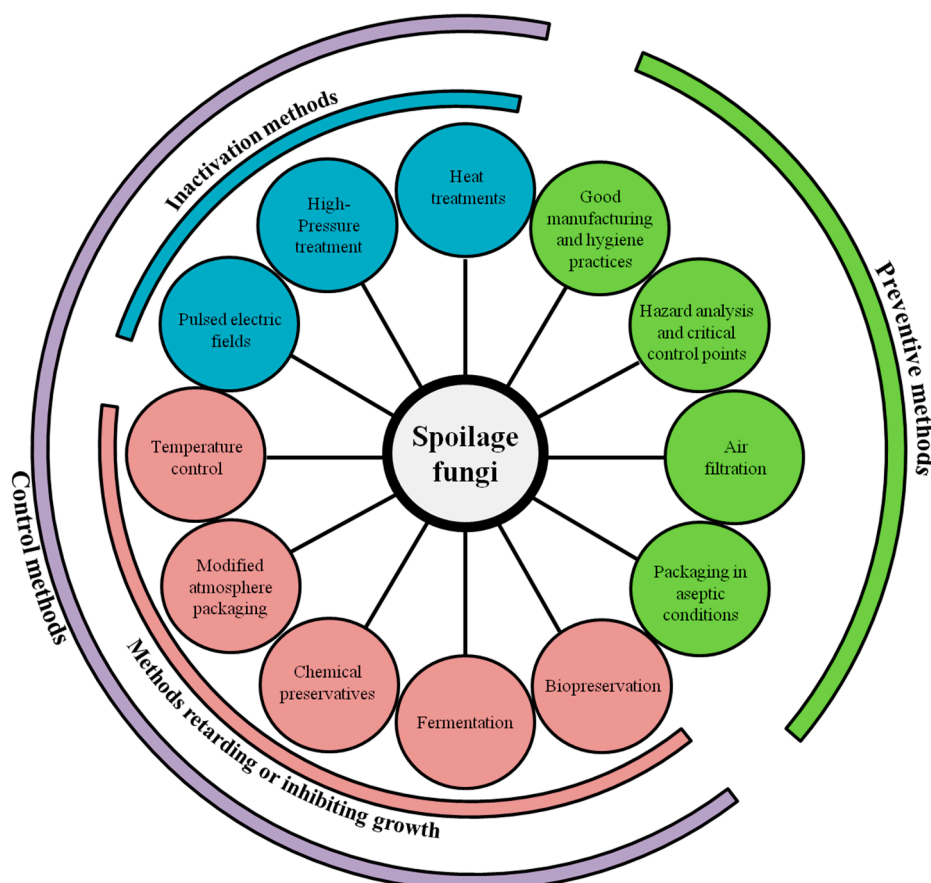 Inactivation methods
Heat
treatments
High-
Pressure
treatment
Good
manufacturing
and hygiene
practices
Pulsed electric
fields
Hazard analysis
and critical
control points
Preventive methods
Temperature
control
Spoilage
fungi
Air
filtration
Control methods
Modified
atmosphere
packaging
Packaging in
aseptic
conditions
Chemical
preservatives
Fermentation
Biopreservation
Methods retarding or inhibiting growth